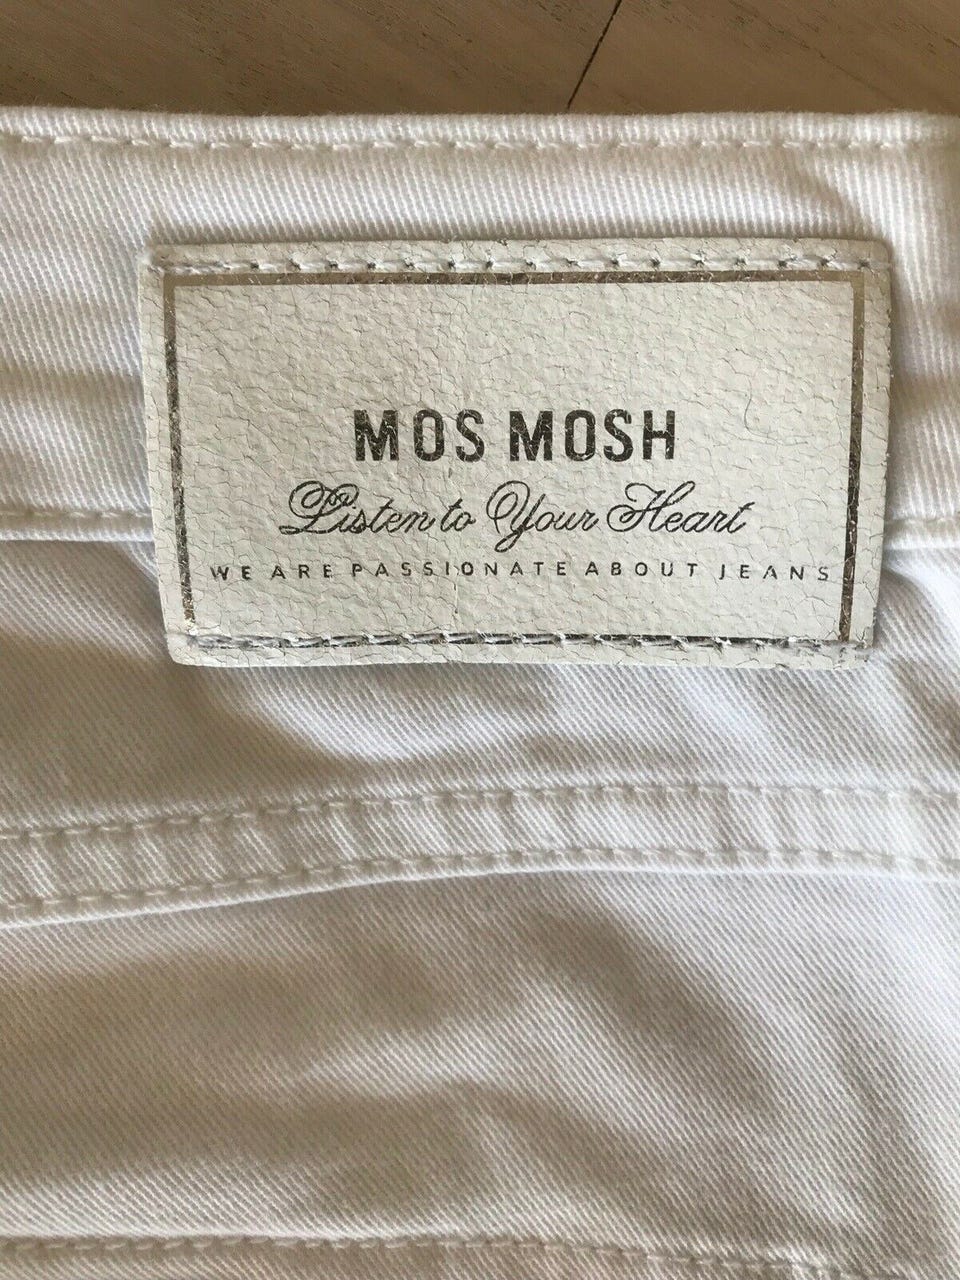 MOS MOSH
Listen to Your Heart
WE ARE PASSIONATE ABOUT JEANS